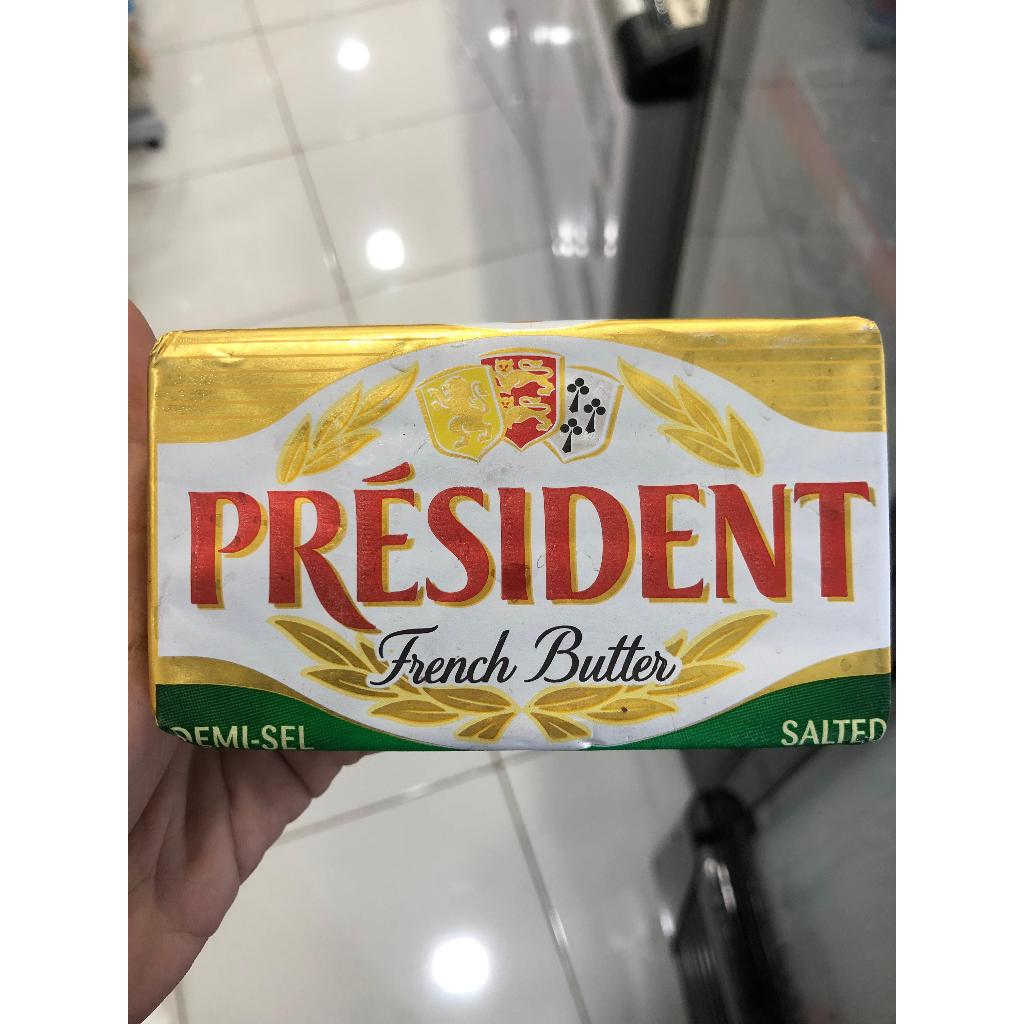 PRÉSIDENT
French Butter
DEMI-SEL SALTED